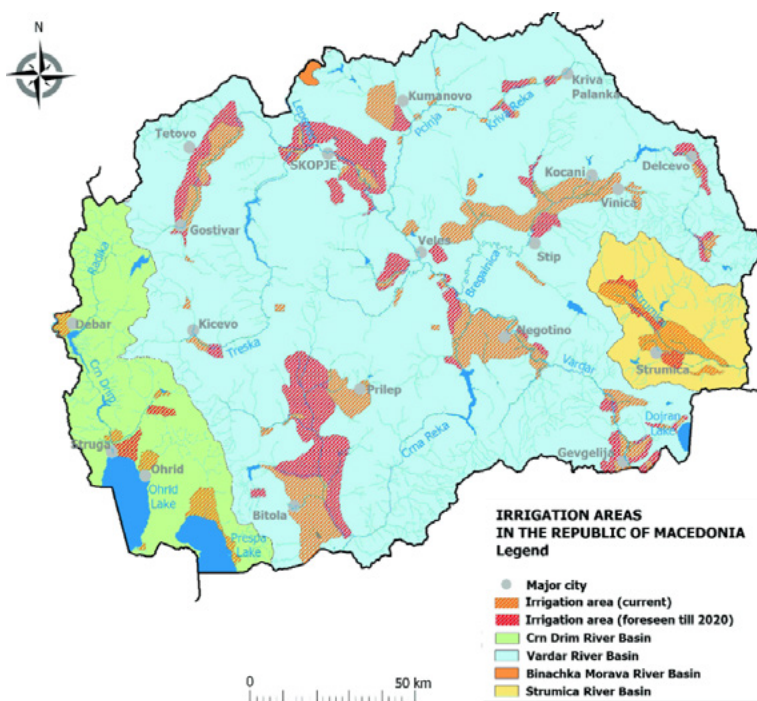 N
Kumanovo
Kriva
Palanka
Lepenec
Pcinja
Kriva Reka
Tetovo
SKOPJE
Kocani
Delcevo
Vinica
Gostivar
Veles
Stip
Radika
Bregalnica
Strumica
Debar
Kicevo
Negotino
Treska
Vardar
Strumica
Crn Drim
Prilep
Crna Reka
Dojran
Lake
Struga
Gevgelija
Ohrid
Ohrid
Lake
Bitola
Prespa
Lake
IRRIGATION AREAS
IN THE REPUBLIC OF MACEDONIA
Legend
Major city
Irrigation area (current)
Irrigation area (foreseen till 2020)
Crn Drim River Basin
Vardar River Basin
Binachka Morava River Basin
Strumica River Basin
0 50 km